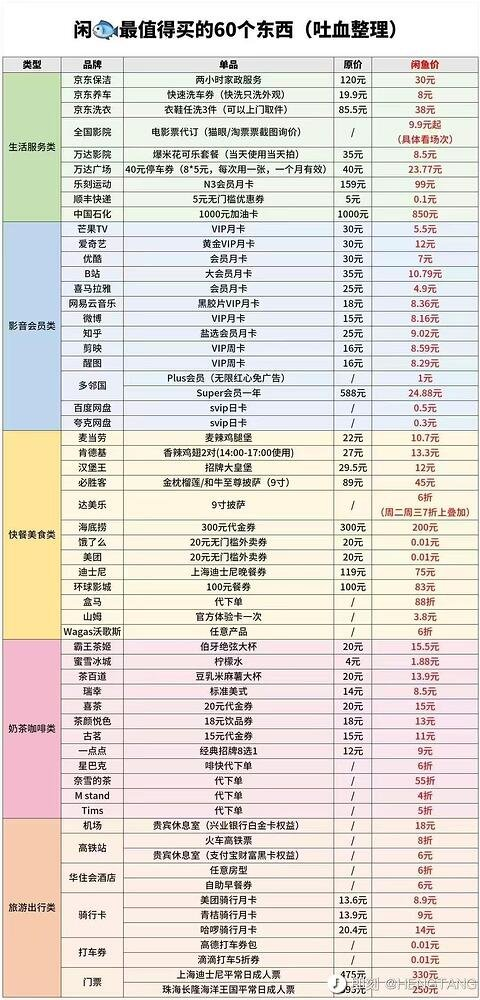 闲🐟最值得买的60个东西（吐血整理）
类型 品牌 单品 原价 闲鱼价
生活服务类
京东保洁 两小时家政服务 120元 30元
京东养车 快速洗车券（快洗只洗外观） 19.9元 8元
京东洗衣 衣鞋任洗3件（可以上门取件） 85.5元 38元
全国影院 电影票代订（猫眼/淘票票截图询价） / 9.9元起
（具体看场次）
万达影院 爆米花可乐套餐（当天使用当天拍） 35元 8.5元
万达广场 40元停车券（8*5元，每次用一张，一个月有效） 40元 23.77元
乐刻运动 N3会员月卡 159元 99元
顺丰快递 5元无门槛优惠券 5元 0.1元
中国石化 1000元加油卡 1000元 850元
影音会员类
芒果TV VIP月卡 30元 5.5元
爱奇艺 黄金VIP月卡 30元 12元
优酷 会员月卡 30元 7元
B站 大会员月卡 35元 10.79元
喜马拉雅 会员月卡 25元 4.9元
网易云音乐 黑胶片VIP月卡 18元 8.36元
微博 VIP月卡 15元 8.16元
知乎 盐选会员月卡 25元 9.02元
剪映 VIP周卡 16元 8.59元
醒图 VIP周卡 16元 8.29元
多邻国 Plus会员（无限红心免广告） / 1元
Super会员一年 588元 24.88元
百度网盘 svip日卡 / 0.5元
夸克网盘 svip日卡 / 0.3元
快餐美食类
麦当劳 麦辣鸡腿堡 22元 10.7元
肯德基 香辣鸡翅2对(14:00-17:00使用) 27元 13.3元
汉堡王 招牌大皇堡 29.5元 12元
必胜客 金枕榴莲/和牛至尊披萨（9寸） 89元 45元
达美乐 9寸披萨 / 6折
（周二周三7折上叠加）
海底捞 300元代金券 300元 200元
饿了么 20元无门槛外卖券 20元 0.01元
美团 20元无门槛外卖券 20元 0.01元
迪士尼 上海迪士尼晚餐券 119元 75元
环球影城 100元餐券 100元 83元
盒马 代下单 / 88折
山姆 官方体验卡一次 / 3.8元
Wagas沃歌斯 任意产品 / 6折
奶茶咖啡类
霸王茶姬 伯牙绝弦大杯 20元 15.5元
蜜雪冰城 柠檬水 4元 1.88元
茶百道 豆乳米麻薯大杯 20元 13.9元
瑞幸 标准美式 14元 8.5元
喜茶 20元代金券 20元 15元
茶颜悦色 18元饮品券 18元 13元
古茗 15元代金券 15元 11元
一点点 经典招牌8选1 12元 9元
星巴克 啡快代下单 / 6折
奈雪的茶 代下单 / 55折
M stand 代下单 / 4折
Tims 代下单 / 5折
旅游出行类
机场 贵宾休息室（兴业银行白金卡权益） / 18元
高铁站 火车高铁票 / 8折
贵宾休息室（支付宝财富黑卡权益） / 6元
华住会酒店 任意房型 / 6折
自助早餐券 / 6元
骑行卡 美团骑行月卡 13.6元 8.9元
青桔骑行月卡 13.9元 9元
哈啰骑行月卡 20.4元 14元
打车券 高德打车券包 / 0.01元
滴滴打车5折券 / 0.01元
门票 上海迪士尼平常日成人票 475元 330元
珠海长隆海洋王国平常日成人票 250元
@HENGTANG